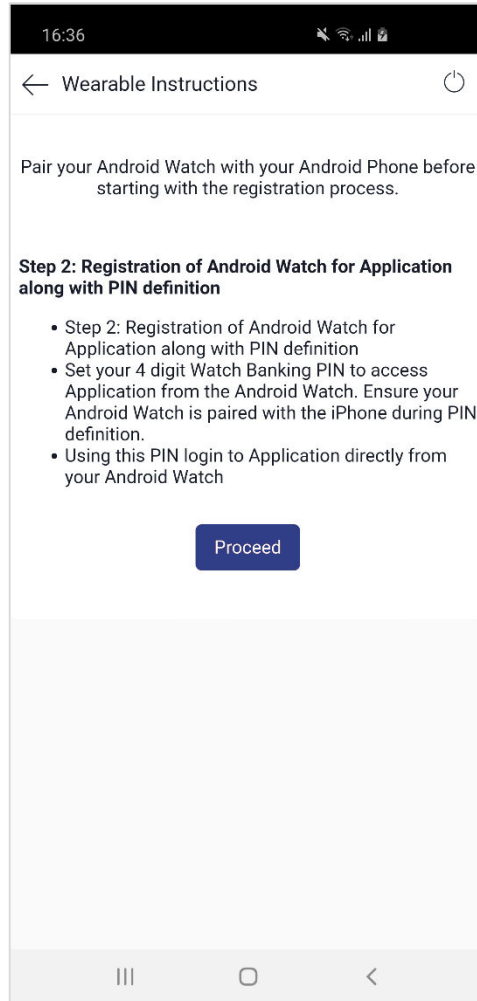 16:36
Wearable Instructions
Pair your Android Watch with your Android Phone before
starting with the registration process.
Step 2: Registration of Android Watch for Application
along with PIN definition
• Step 2: Registration of Android Watch for
Application along with PIN definition
• Set your 4 digit Watch Banking PIN to access
Application from the Android Watch. Ensure your
Android Watch is paired with the iPhone during PIN
definition.
• Using this PIN login to Application directly from
your Android Watch
Proceed